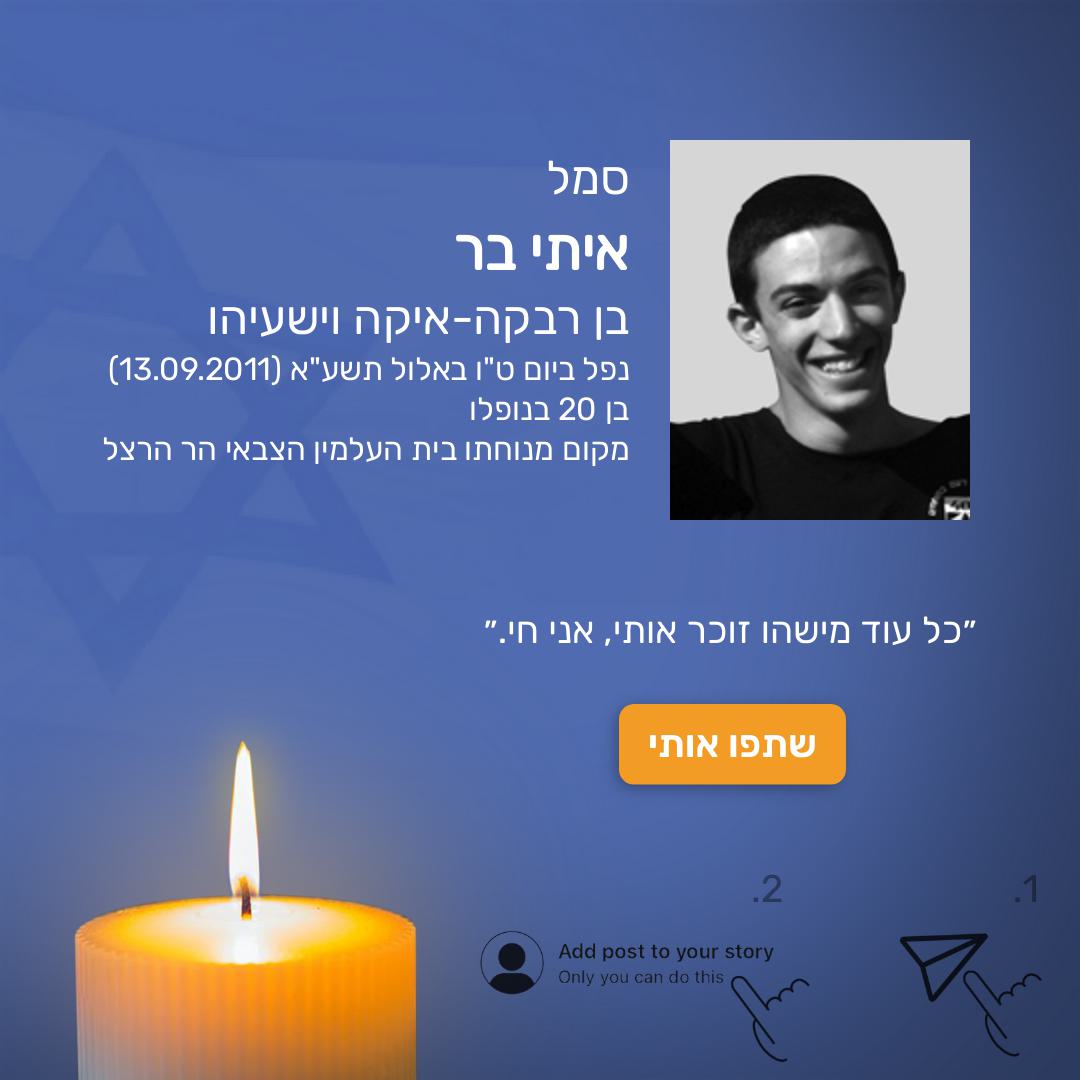 סמל
איתי בר
בן רבקה-איקה וישעיהו
נפל ביום ט"ו באלול תשע"א (13.09.2011)
בן 20 בנופלו
מקום מנוחתו בית העלמין הצבאי הר הרצל
״כל עוד מישהו זוכר אותי, אני חי.״
שתפו אותי
1.
2.
Add post to your story
Only you can do this